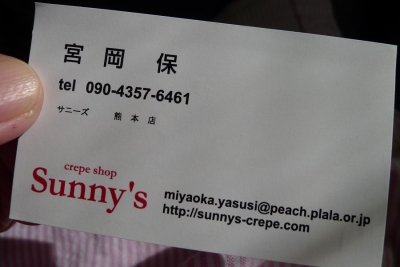 宮岡 保
tel 090-4357-6461
サニーズ 熊本店
crepe shop
Sunny's
miyaoka.yasusi@peach.plala.or.jp
http://sunnys-crepe.com